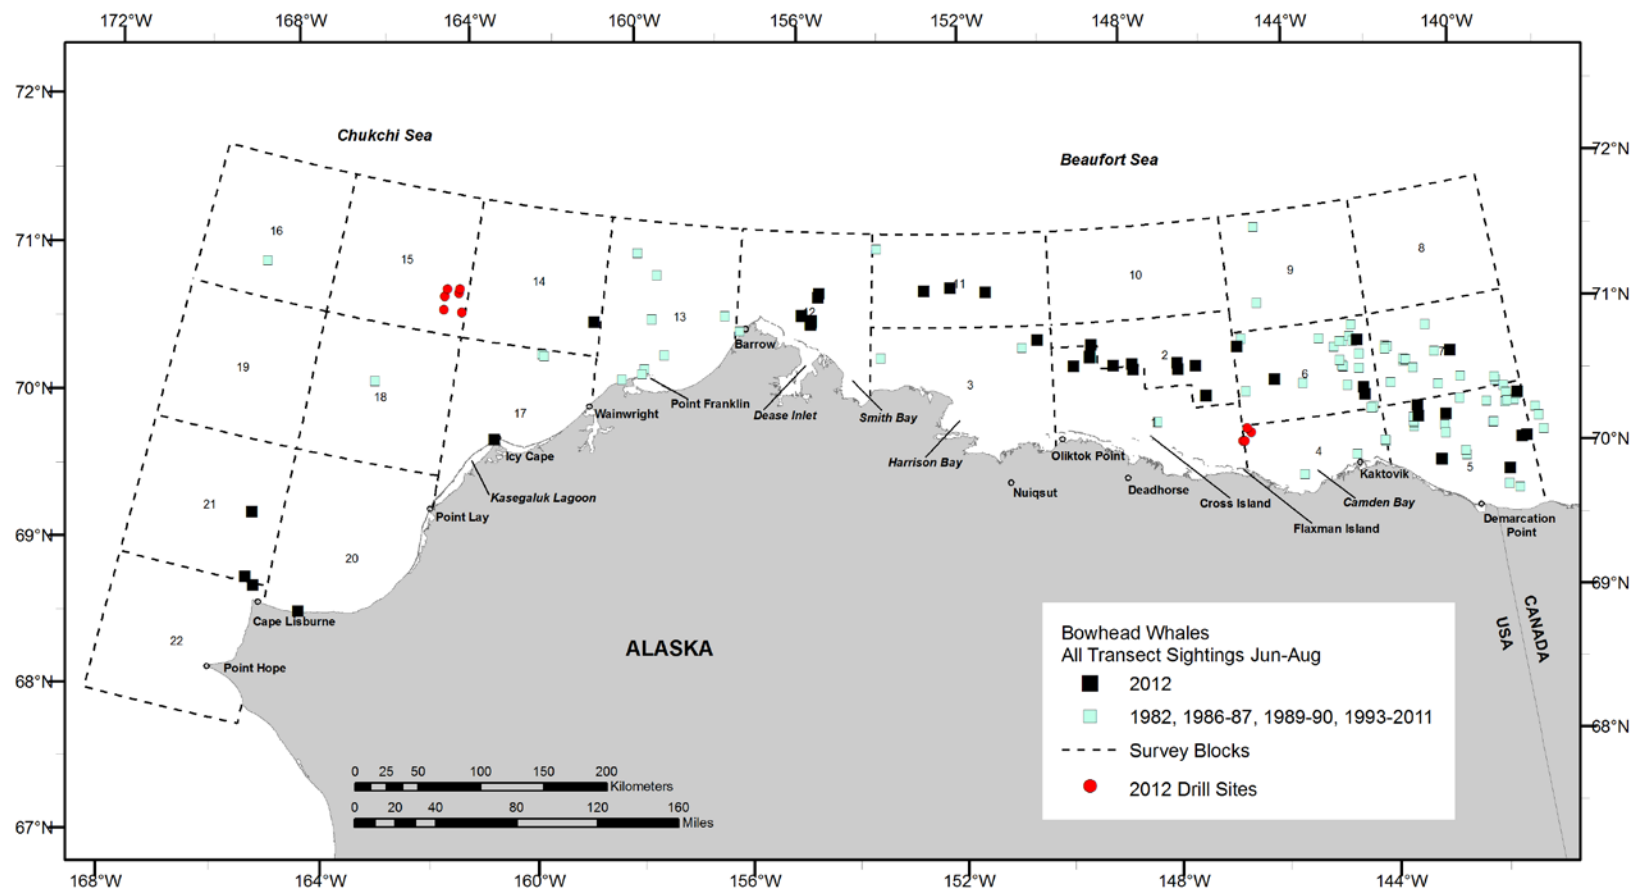 172°W 168°W 164°W 160°W 156°W 152°W 148°W 144°W 140°W
72°N
72°N
Chukchi Sea
Beaufort Sea
16
15
14
13
12
11
10
9
8
71°N
71°N
19
18
17
Barrow
Point Franklin
Dease Inlet
Smith Bay
3
2
6
7
70°N
70°N
Wainwright
Icy Cape
Kasegaluk Lagoon
Harrison Bay
Oliktok Point
1
4
5
Nuiqsut
Deadhorse
Cross Island
Flaxman Island
Camden Bay
Kaktovik
Demarcation
Point
21
Point Lay
20
69°N
69°N
Cape Lisburne
22
Point Hope
ALASKA
USA
CANADA
68°N
68°N
67°N
Bowhead Whales
All Transect Sightings Jun-Aug
2012
1982, 1986-87, 1989-90, 1993-2011
Survey Blocks
2012 Drill Sites
0 25 50 100 150 200
Kilometers
0 20 40 80 120 160
Miles
168°W 164°W 160°W 156°W 152°W 148°W 144°W